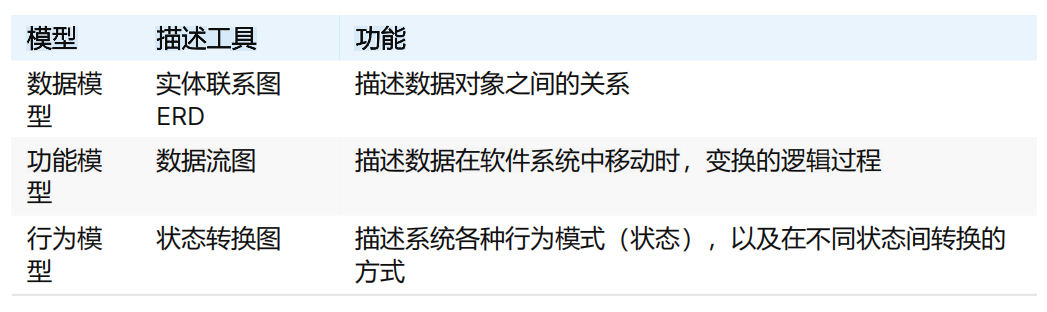 模型 描述工具 功能
数据模 实体联系图 描述数据对象之间的关系
型 ERD
功能模 数据流图 描述数据在软件系统中移动时，变换的逻辑过程
型
行为模 状态转换图 描述系统各种行为模式（状态），以及在不同状态间转换的
型 方式